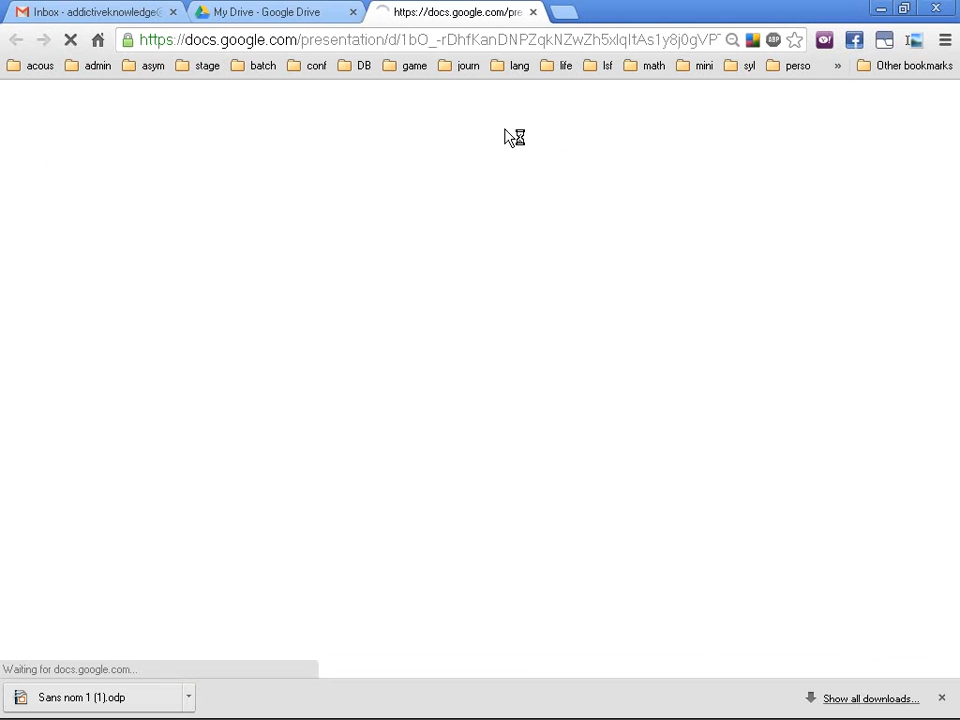 Inbox - addictiveknowledge@
My Drive - Google Drive
https://docs.google.com/pre
https://docs.google.com/presentation/d/1bO_-rDhfKanDNPZqkNZwZh5xIqItAs1y8j0gVP
acous admin asym stage batch conf DB game journ lang life lsf math mini syl perso » Other bookmarks
Waiting for docs.google.com...
Sans nom 1 (1).odp
Show all downloads...